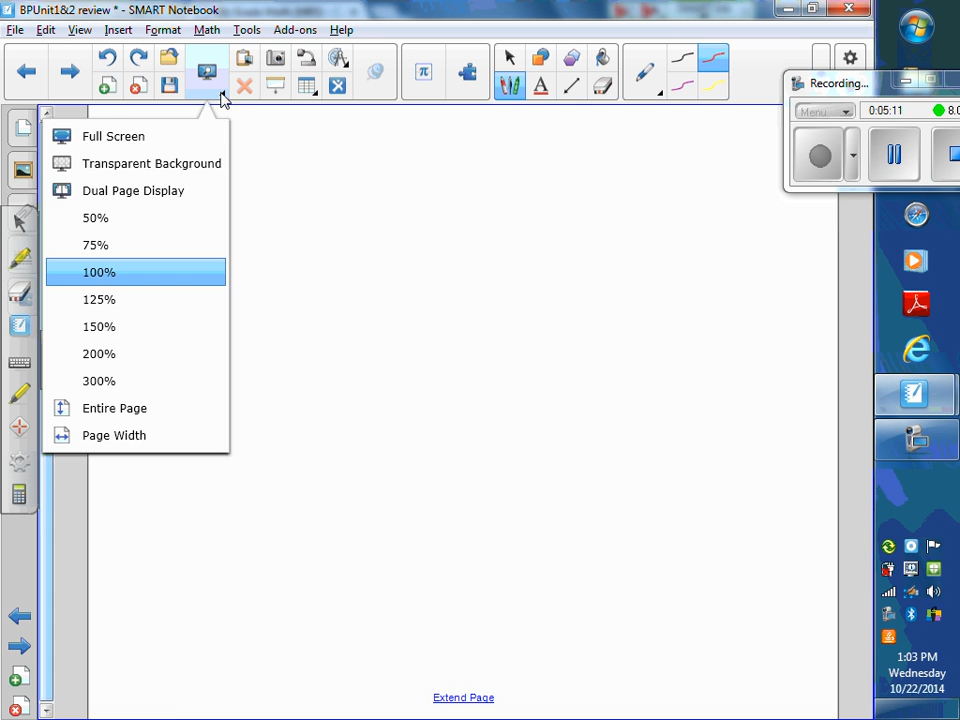 BPUnit1&2 review * - SMART Notebook
File Edit View Insert Format Math Tools Add-ons Help
Recording...
Menu 0:05:11 8.0
Full Screen
Transparent Background
Dual Page Display
50%
75%
100%
125%
150%
200%
300%
Entire Page
Page Width
Extend Page
1:03 PM
Wednesday
10/22/2014